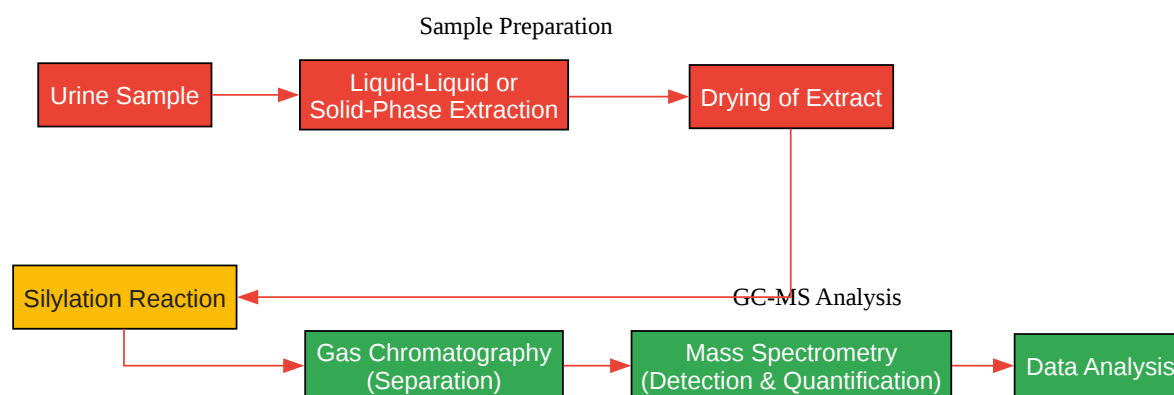 Sample Preparation
Urine Sample
Liquid-Liquid or
Solid-Phase Extraction
Drying of Extract
Silylation Reaction
GC-MS Analysis
Gas Chromatography
(Separation)
Mass Spectrometry
(Detection & Quantification)
Data Analysis